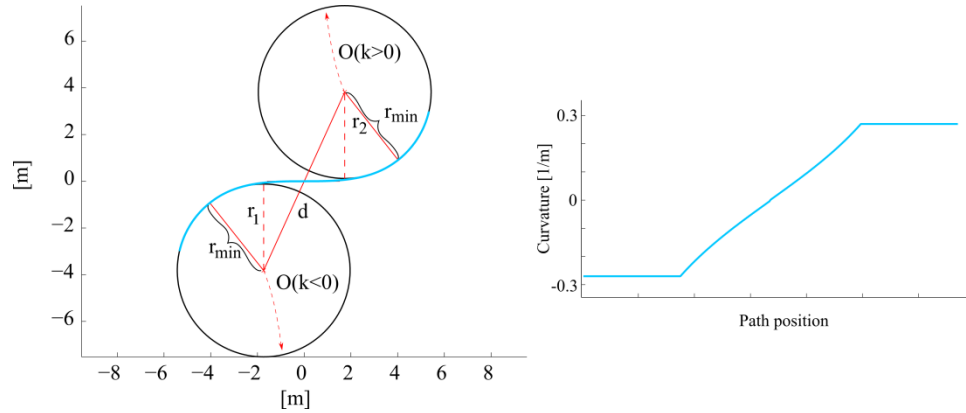 6
4
2
0
−2
−4
−6
[m]
−8 −6 −4 −2 0 2 4 6 8
[m]
O(k>0)
r2
rmin
r1
d
rmin
O(k<0)
0.3
0
-0.3
Curvature [1/m]
Path position